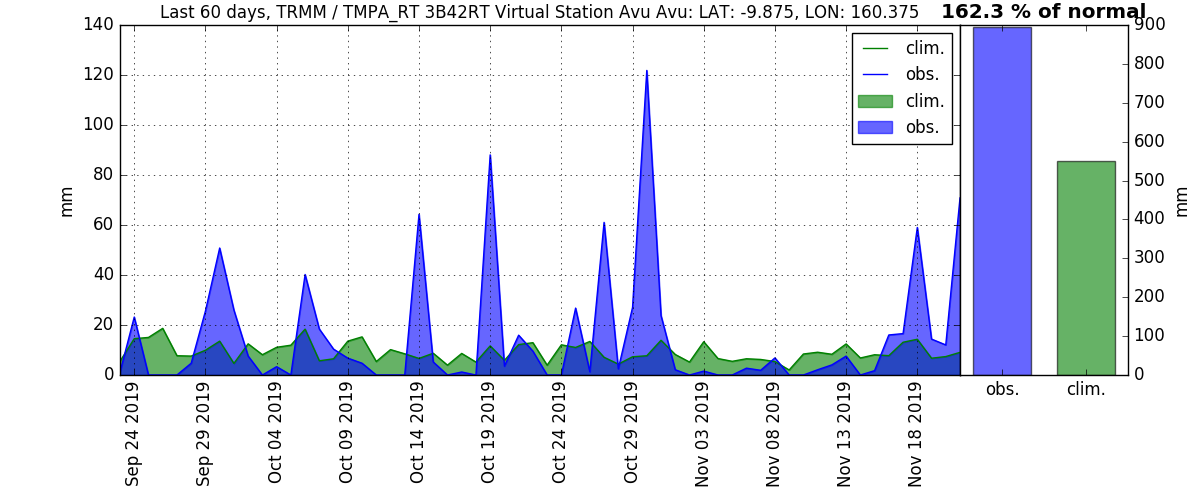 Last 60 days, TRMM / TMPA_RT 3B42RT Virtual Station Avu Avu: LAT: -9.875, LON: 160.375
162.3 % of normal
mm
140
120
100
80
60
40
20
0
clim.
obs.
clim.
obs.
Sep 24 2019
Sep 29 2019
Oct 04 2019
Oct 09 2019
Oct 14 2019
Oct 19 2019
Oct 24 2019
Oct 29 2019
Nov 03 2019
Nov 08 2019
Nov 13 2019
Nov 18 2019
900
800
700
600
500
400
300
200
100
0
mm
obs.
clim.